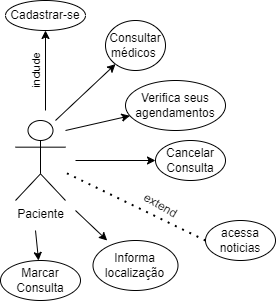 Cadastrar-se
include
Consultar
médicos
Verifica seus
agendamentos
Cancelar
Consulta
extend
Paciente
acessa
noticias
Informa
localização
Marcar
Consulta